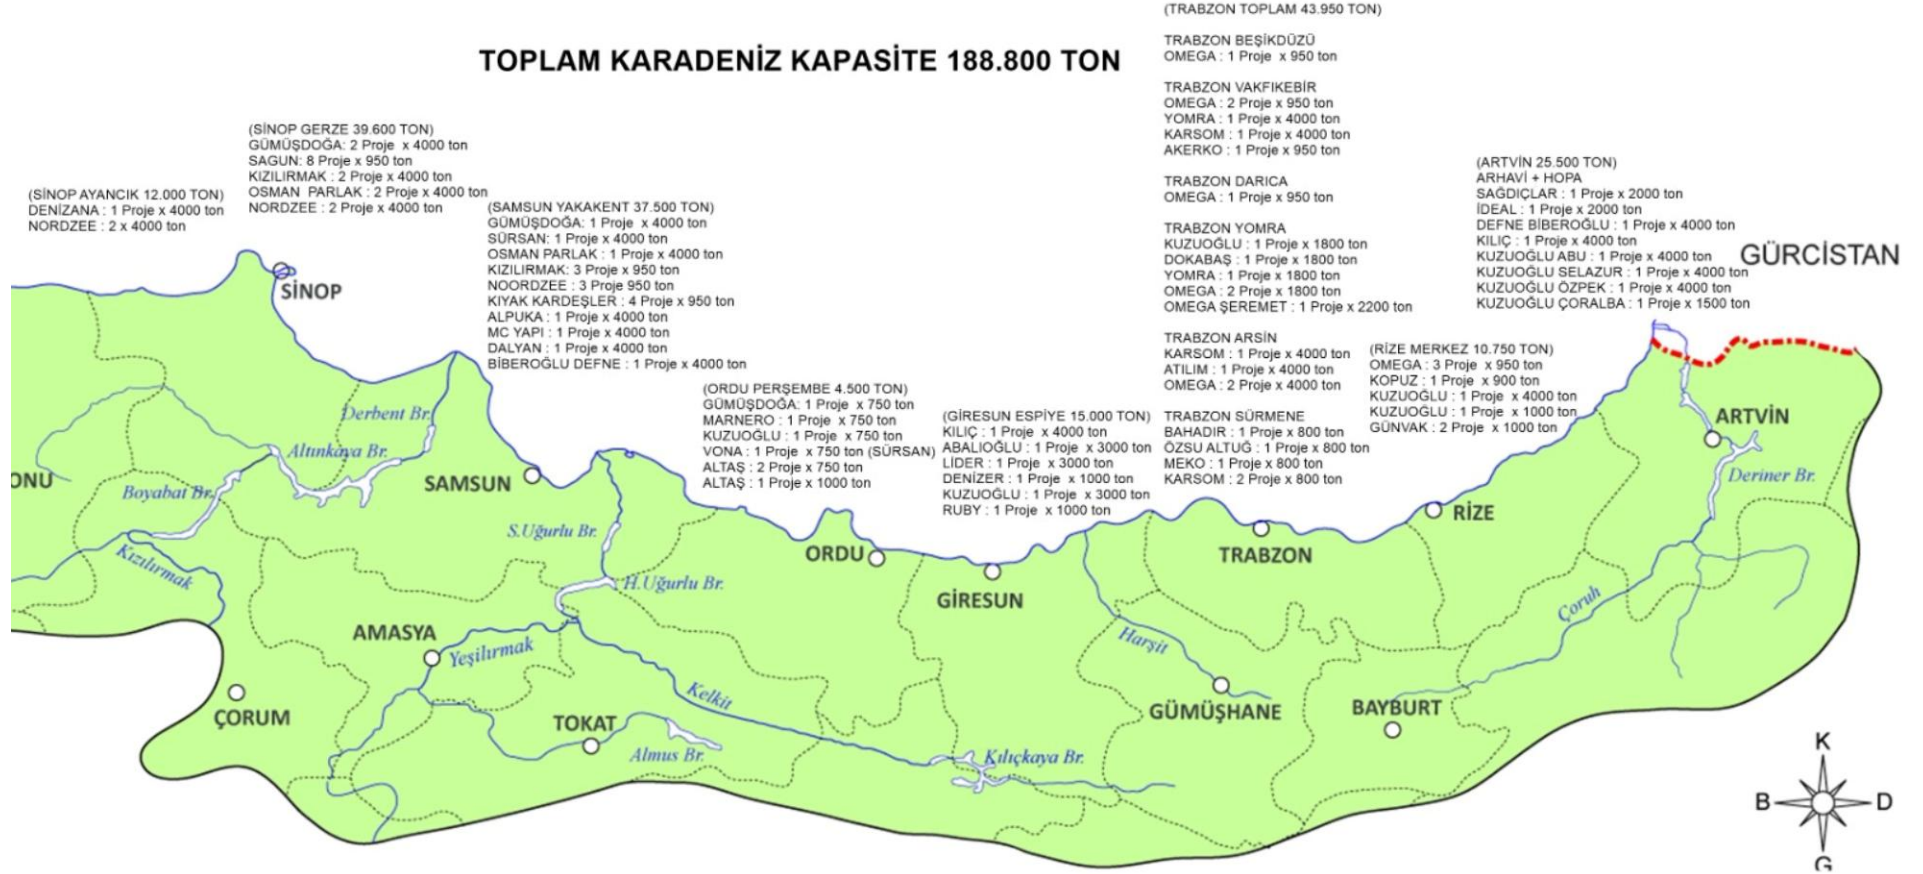 TOPLAM KARADENİZ KAPASİTE 188.800 TON
(SİNOP AYANCIK 12.000 TON)
DENİZANA : 1 Proje x 4000 ton
NORDZEE : 2 x 4000 ton
(SİNOP GERZE 39.600 TON)
GÜMÜŞDOĞA: 2 Proje x 4000 ton
SAGUN: 8 Proje x 950 ton
KIZILIRMAK : 2 Proje x 4000 ton
OSMAN PARLAK : 2 Proje x 4000 ton
NORDZEE : 2 Proje x 4000 ton
(SAMSUN YAKAKENT 37.500 TON)
GÜMÜŞDOĞA: 1 Proje x 4000 ton
SÜRSAN: 1 Proje x 4000 ton
OSMAN PARLAK : 1 Proje x 4000 ton
KIZILIRMAK: 3 Proje x 950 ton
NOORDZEE : 3 Proje 950 ton
KIYAK KARDEŞLER : 4 Proje x 950 ton
ALPUKA : 1 Proje x 4000 ton
MC YAPI : 1 Proje x 4000 ton
DALYAN : 1 Proje x 4000 ton
BİBEROĞLU DEFNE : 1 Proje x 4000 ton
(ORDU PERŞEMBE 4.500 TON)
GÜMÜŞDOĞA: 1 Proje x 750 ton
MARNERO : 1 Proje x 750 ton
KUZUOĞLU : 1 Proje x 750 ton
VONA : 1 Proje x 750 ton (SÜRSAN)
ALTAŞ : 2 Proje x 750 ton
ALTAŞ : 1 Proje x 1000 ton
(GİRESUN ESPİYE 15.000 TON)
KILIÇ : 1 Proje x 4000 ton
ABALIOĞLU : 1 Proje x 3000 ton
LİDER : 1 Proje x 3000 ton
DENİZER : 1 Proje x 1000 ton
KUZUOĞLU : 1 Proje x 3000 ton
RUBY : 1 Proje x 1000 ton
(TRABZON TOPLAM 43.950 TON)
TRABZON BEŞİKDÜZÜ
OMEGA : 1 Proje x 950 ton
TRABZON VAKFIKEBİR
OMEGA : 2 Proje x 950 ton
YOMRA : 1 Proje x 4000 ton
KARSOM : 1 Proje x 4000 ton
AKERKO : 1 Proje x 950 ton
TRABZON DARICA
OMEGA : 1 Proje x 950 ton
TRABZON YOMRA
KUZUOĞLU : 1 Proje x 1800 ton
DOKABAŞ : 1 Proje x 1800 ton
YOMRA : 1 Proje x 1800 ton
OMEGA : 2 Proje x 1800 ton
OMEGA ŞEREMET : 1 Proje x 2200 ton
TRABZON ARSİN
KARSOM : 1 Proje x 4000 ton
ATILIM : 1 Proje x 4000 ton
OMEGA : 2 Proje x 4000 ton
TRABZON SÜRMENE
BAHADIR : 1 Proje x 800 ton
ÖZSU ALTUĞ : 1 Proje x 800 ton
MEKO : 1 Proje x 800 ton
KARSOM : 2 Proje x 800 ton
(RİZE MERKEZ 10.750 TON)
OMEGA : 3 Proje x 950 ton
KOPUZ : 1 Proje x 900 ton
KUZUOĞLU : 1 Proje x 4000 ton
KUZUOĞLU : 1 Proje x 1000 ton
GÜNVAK : 2 Proje x 1000 ton
(ARTVİN 25.500 TON)
ARHAVİ + HOPA
SAĞDIÇLAR : 1 Proje x 2000 ton
İDEAL : 1 Proje x 2000 ton
DEFNE BİBEROĞLU : 1 Proje x 4000 ton
KILIÇ : 1 Proje x 4000 ton
KUZUOĞLU ABU : 1 Proje x 4000 ton
KUZUOĞLU SELAZUR : 1 Proje x 4000 ton
KUZUOĞLU ÖZPEK : 1 Proje x 4000 ton
KUZUOĞLU ÇORALBA : 1 Proje x 1500 ton
GÜRCİSTAN
SİNOP
Derbent Br.
Altınkaya Br.
ONU
Boyabat Br.
SAMSUN
Kızılırmak
S.Uğurlu Br.
H.Uğurlu Br.
ORDU
GİRESUN
TRABZON
RİZE
ARTVİN
Deriner Br.
Çoruh
AMASYA
Yeşilırmak
Kelkit
Harşit
ÇORUM
TOKAT
Almus Br.
Kılıçkaya Br.
GÜMÜŞHANE
BAYBURT
K
B
D
G